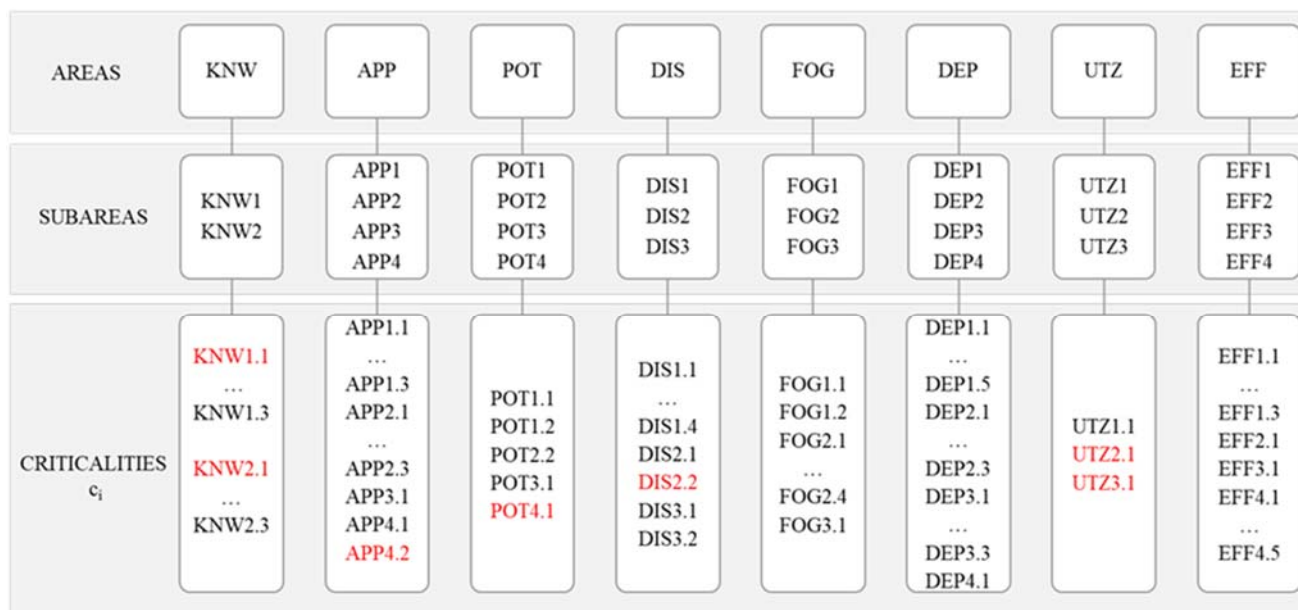 AREAS
KNW
APP
POT
DIS
FOG
DEP
UTZ
EFF
SUBAREAS
KNW1
KNW2
APP1
APP2
APP3
APP4
POT1
POT2
POT3
POT4
DIS1
DIS2
DIS3
FOG1
FOG2
FOG3
DEP1
DEP2
DEP3
DEP4
UTZ1
UTZ2
UTZ3
EFF1
EFF2
EFF3
EFF4
CRITICALITIES
ci
KNW1.1
...
KNW1.3
KNW2.1
...
KNW2.3
APP1.1
...
APP1.3
APP2.1
...
APP2.3
APP3.1
APP4.1
APP4.2
POT1.1
POT1.2
POT2.2
POT3.1
POT4.1
DIS1.1
...
DIS1.4
DIS2.1
DIS2.2
DIS3.1
DIS3.2
FOG1.1
FOG1.2
FOG2.1
...
FOG2.4
FOG3.1
DEP1.1
...
DEP1.5
DEP2.1
...
DEP2.3
DEP3.1
...
DEP3.3
DEP4.1
UTZ1.1
UTZ2.1
UTZ3.1
EFF1.1
...
EFF1.3
EFF2.1
EFF3.1
EFF4.1
...
EFF4.5